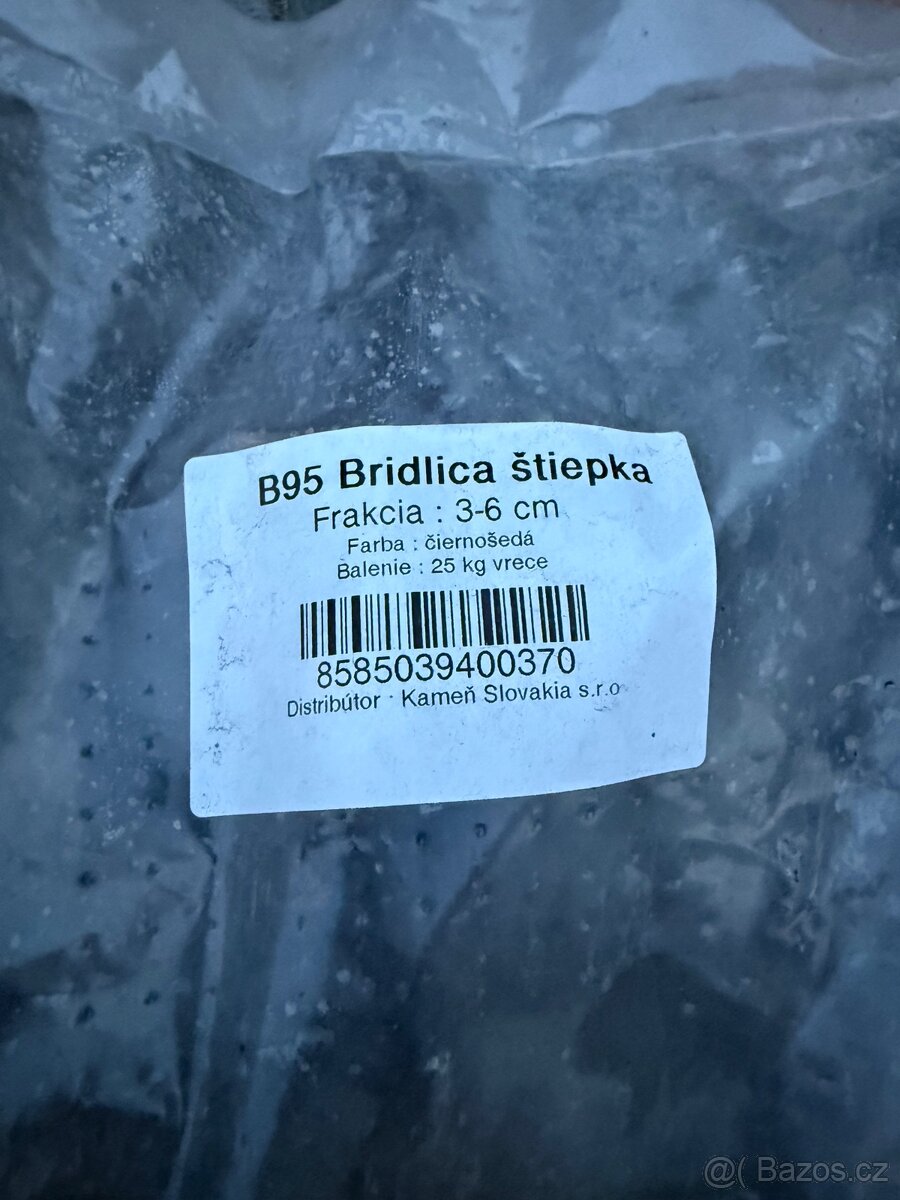 B95 Bridlica štiepka
Frakcia : 3-6 cm
Farba : čiernošedá
Balenie : 25 kg vrece
8585039400370
Distribútor : Kameň Slovakia s.r.o
@( Bazos.cz